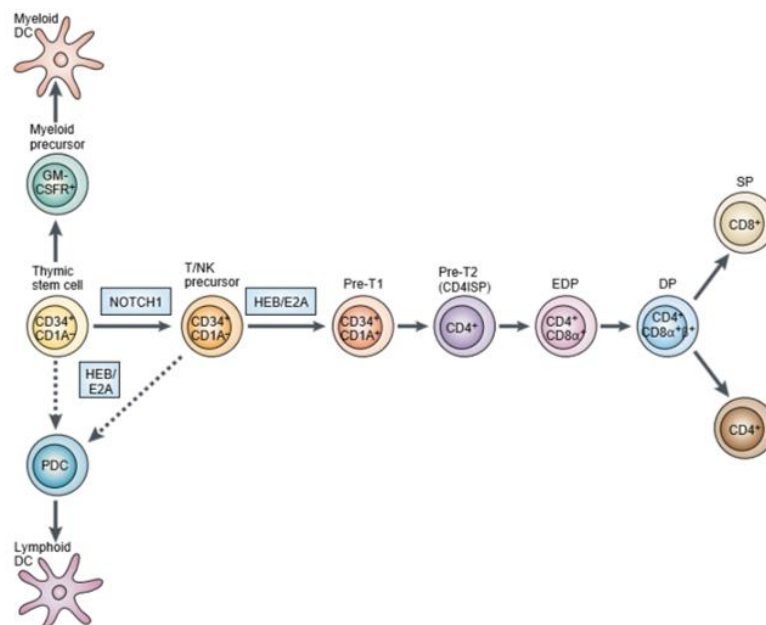 Myeloid
DC
Myeloid
precursor
GM-
CSFR⁺
Thymic
stem cell
CD34⁺
CD1A⁻
NOTCH1
T/NK
precursor
CD34⁺
CD1A⁻
HEB/E2A
Pre-T1
CD34⁺
CD1A⁺
Pre-T2
(CD4ISP)
CD4⁺
EDP
CD4⁺
CD8α⁺
DP
CD4⁺
CD8α⁺β⁺
SP
CD8⁺
CD4⁺
HEB/
E2A
PDC
Lymphoid
DC